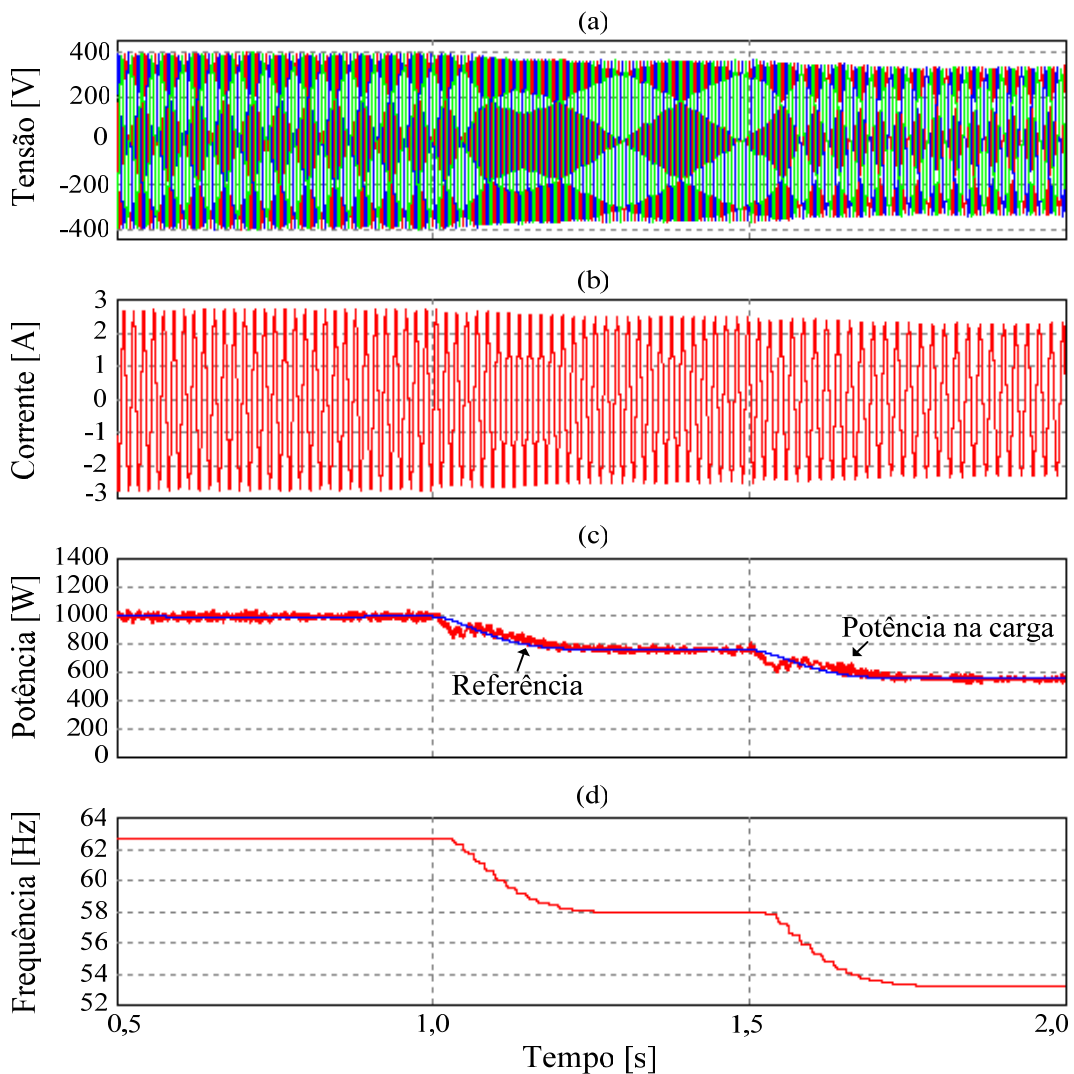 (a)
Tensão [V]
400
200
0
-200
-400
(b)
Corrente [A]
3
2
1
0
-1
-2
-3
(c)
Potência [W]
1400
1200
1000
800
600
400
200
0
Potência na carga
Referência
(d)
Frequência [Hz]
64
62
60
58
56
54
52
0,5 1,0 1,5 2,0
Tempo [s]